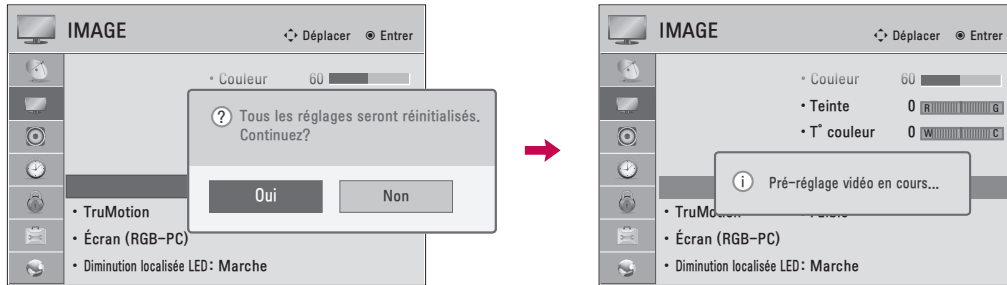 IMAGE
Déplacer
Entrer
• Couleur 60
? Tous les réglages seront réinitialisés.
Continuez?
Oui
Non
• TruMotion
• Écran (RGB-PC)
• Diminution localisée LED: Marche
IMAGE
Déplacer
Entrer
• Couleur 60
• Teinte 0 R G
• T° couleur 0 W C
i Pré-réglage vidéo en cours...
• Écran (RGB-PC)
• Diminution localisée LED: Marche